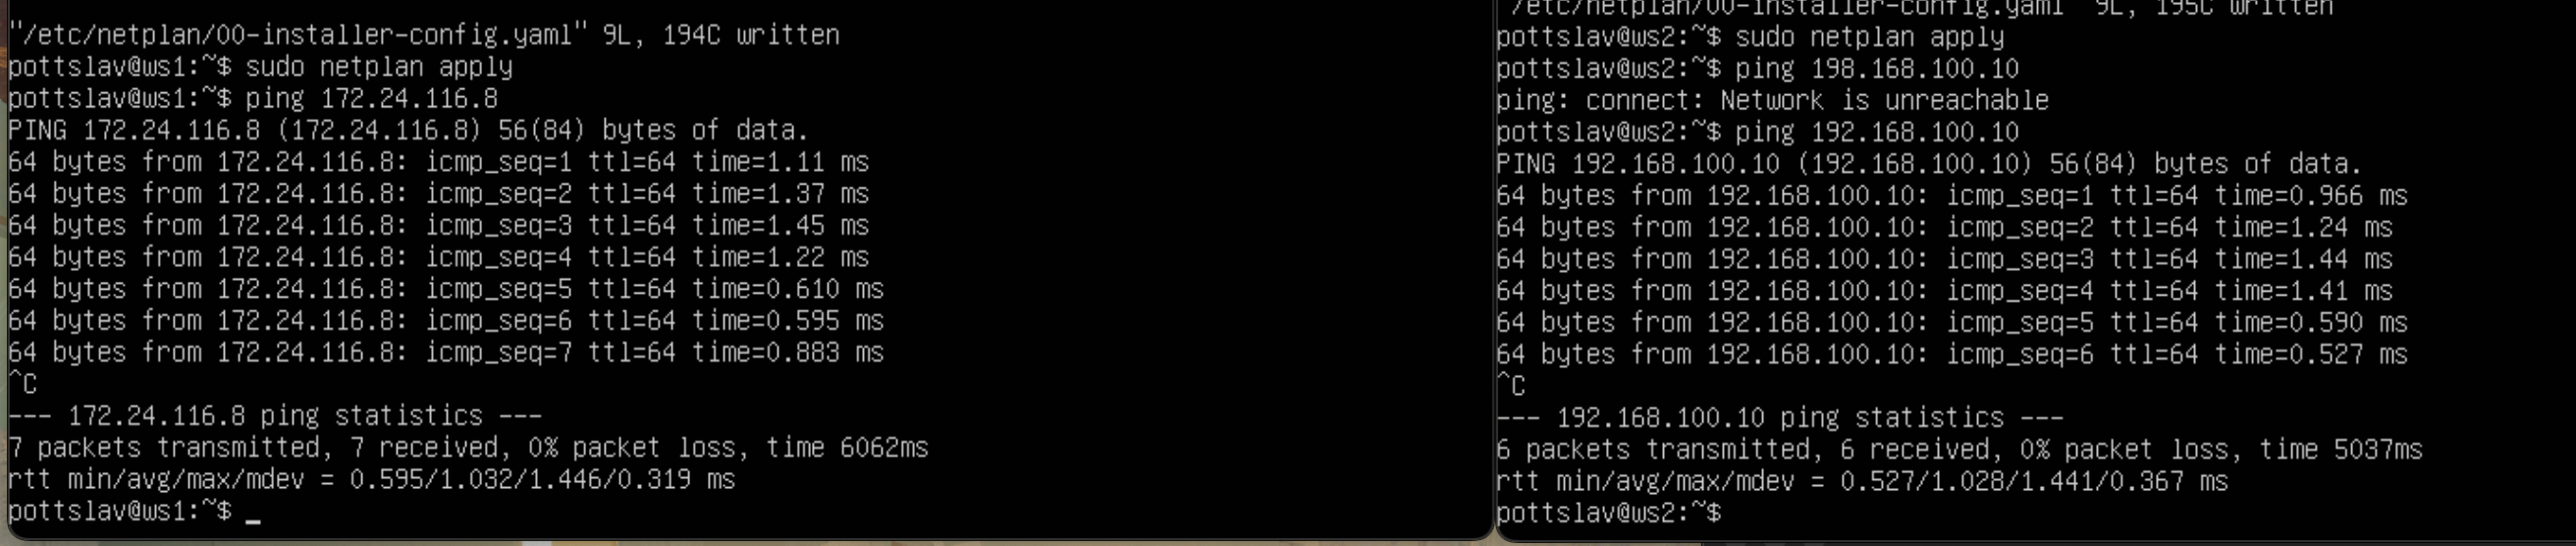 "/etc/netplan/00-installer-config.yaml" 9L, 194C written
pottslav@ws1:~$ sudo netplan apply
pottslav@ws1:~$ ping 172.24.116.8
PING 172.24.116.8 (172.24.116.8) 56(84) bytes of data.
64 bytes from 172.24.116.8: icmp_seq=1 ttl=64 time=1.11 ms
64 bytes from 172.24.116.8: icmp_seq=2 ttl=64 time=1.37 ms
64 bytes from 172.24.116.8: icmp_seq=3 ttl=64 time=1.45 ms
64 bytes from 172.24.116.8: icmp_seq=4 ttl=64 time=1.22 ms
64 bytes from 172.24.116.8: icmp_seq=5 ttl=64 time=0.610 ms
64 bytes from 172.24.116.8: icmp_seq=6 ttl=64 time=0.595 ms
64 bytes from 172.24.116.8: icmp_seq=7 ttl=64 time=0.883 ms
^C
--- 172.24.116.8 ping statistics ---
7 packets transmitted, 7 received, 0% packet loss, time 6062ms
rtt min/avg/max/mdev = 0.595/1.032/1.446/0.319 ms
pottslav@ws1:~$ _
"/etc/netplan/00-installer-config.yaml" 9L, 195C written
pottslav@ws2:~$ sudo netplan apply
pottslav@ws2:~$ ping 198.168.100.10
ping: connect: Network is unreachable
pottslav@ws2:~$ ping 192.168.100.10
PING 192.168.100.10 (192.168.100.10) 56(84) bytes of data.
64 bytes from 192.168.100.10: icmp_seq=1 ttl=64 time=0.966 ms
64 bytes from 192.168.100.10: icmp_seq=2 ttl=64 time=1.24 ms
64 bytes from 192.168.100.10: icmp_seq=3 ttl=64 time=1.44 ms
64 bytes from 192.168.100.10: icmp_seq=4 ttl=64 time=1.41 ms
64 bytes from 192.168.100.10: icmp_seq=5 ttl=64 time=0.590 ms
64 bytes from 192.168.100.10: icmp_seq=6 ttl=64 time=0.527 ms
^C
--- 192.168.100.10 ping statistics ---
6 packets transmitted, 6 received, 0% packet loss, time 5037ms
rtt min/avg/max/mdev = 0.527/1.028/1.441/0.367 ms
pottslav@ws2:~$